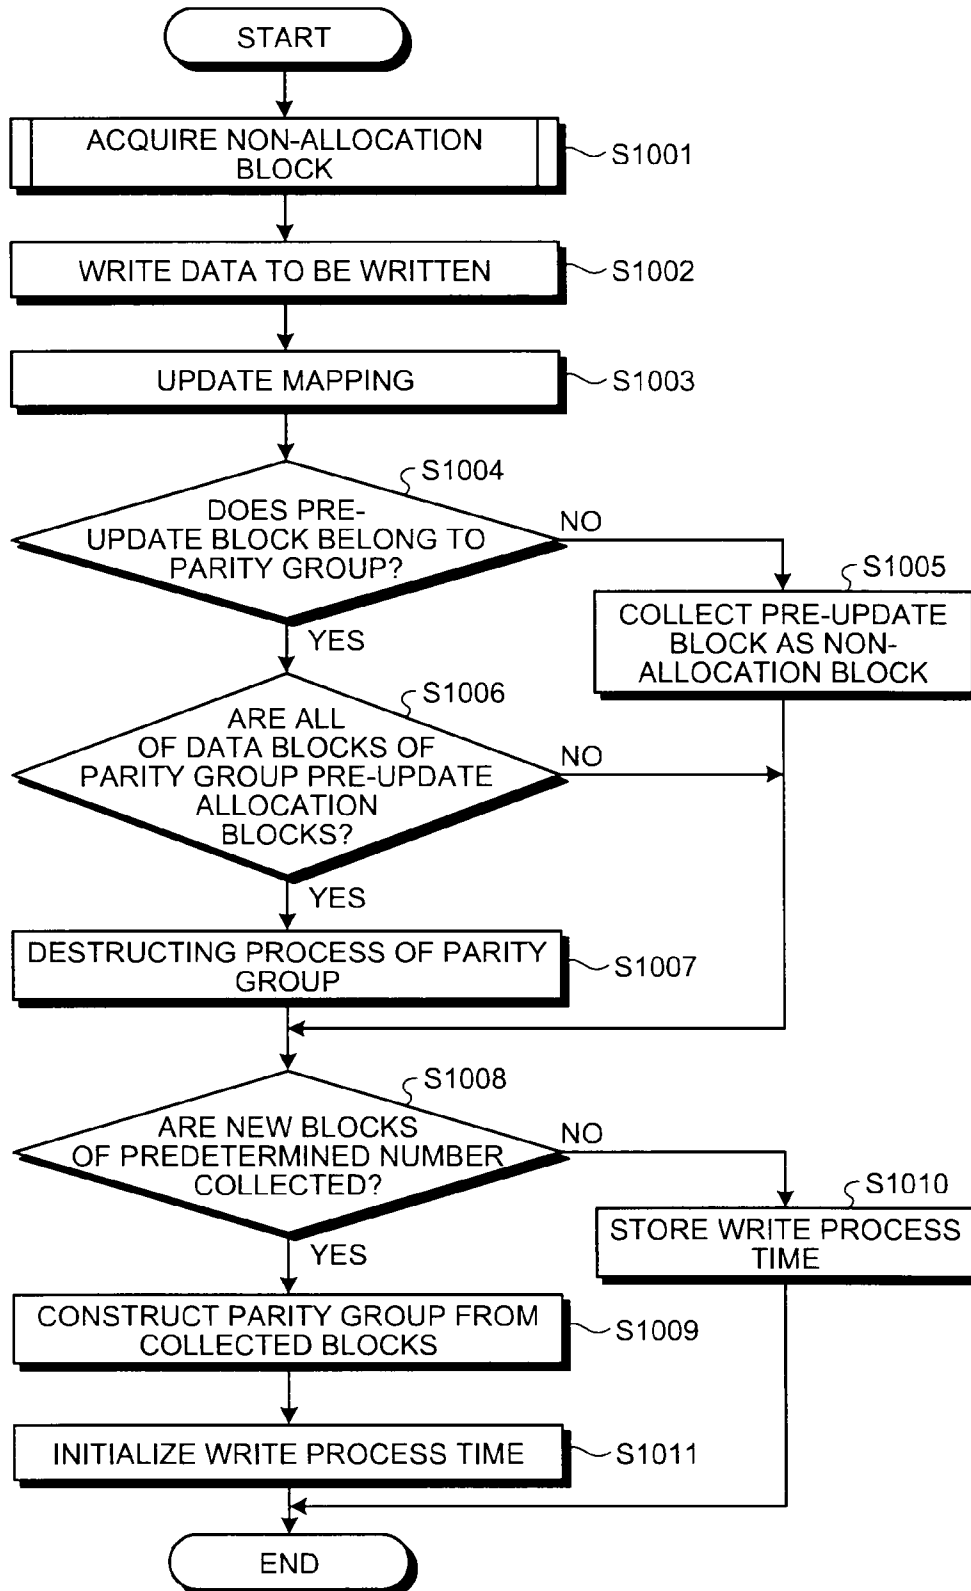 START
ACQUIRE NON-ALLOCATION
BLOCK
S1001
WRITE DATA TO BE WRITTEN
S1002
UPDATE MAPPING
S1003
S1004
DOES PRE-
UPDATE BLOCK BELONG TO
PARITY GROUP?
NO
YES
S1005
COLLECT PRE-UPDATE
BLOCK AS NON-
ALLOCATION BLOCK
S1006
ARE ALL
OF DATA BLOCKS OF
PARITY GROUP PRE-UPDATE
ALLOCATION
BLOCKS?
NO
YES
DESTRUCTING PROCESS OF PARITY
GROUP
S1007
S1008
ARE NEW BLOCKS
OF PREDETERMINED NUMBER
COLLECTED?
NO
YES
S1010
STORE WRITE PROCESS
TIME
CONSTRUCT PARITY GROUP FROM
COLLECTED BLOCKS
S1009
INITIALIZE WRITE PROCESS TIME
S1011
END